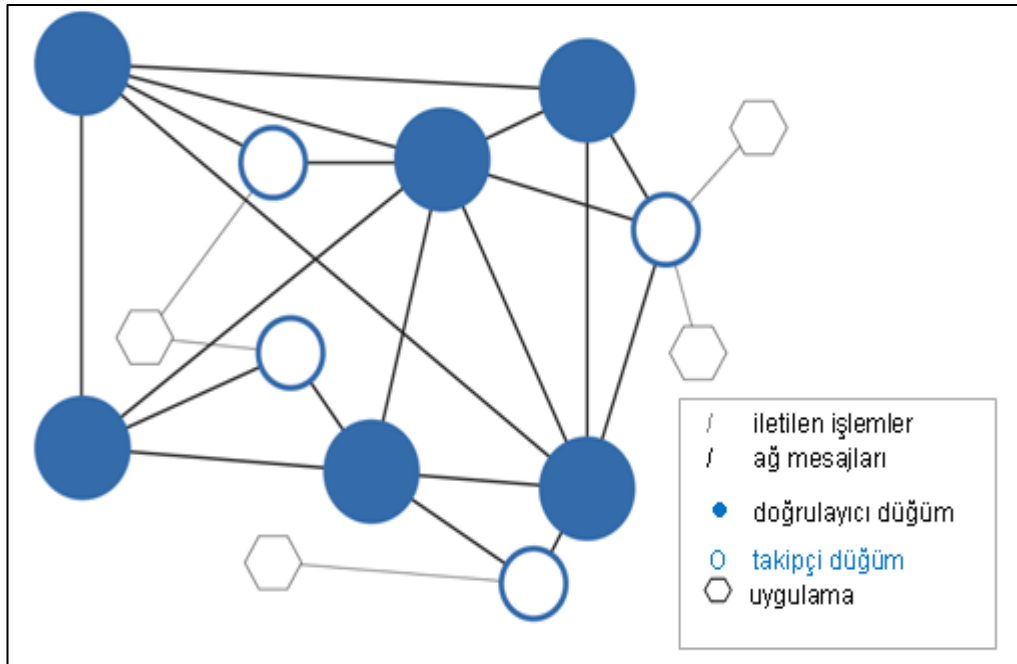 iletilen işlemler
ağ mesajları
doğrulayıcı düğüm
takipçi düğüm
uygulama